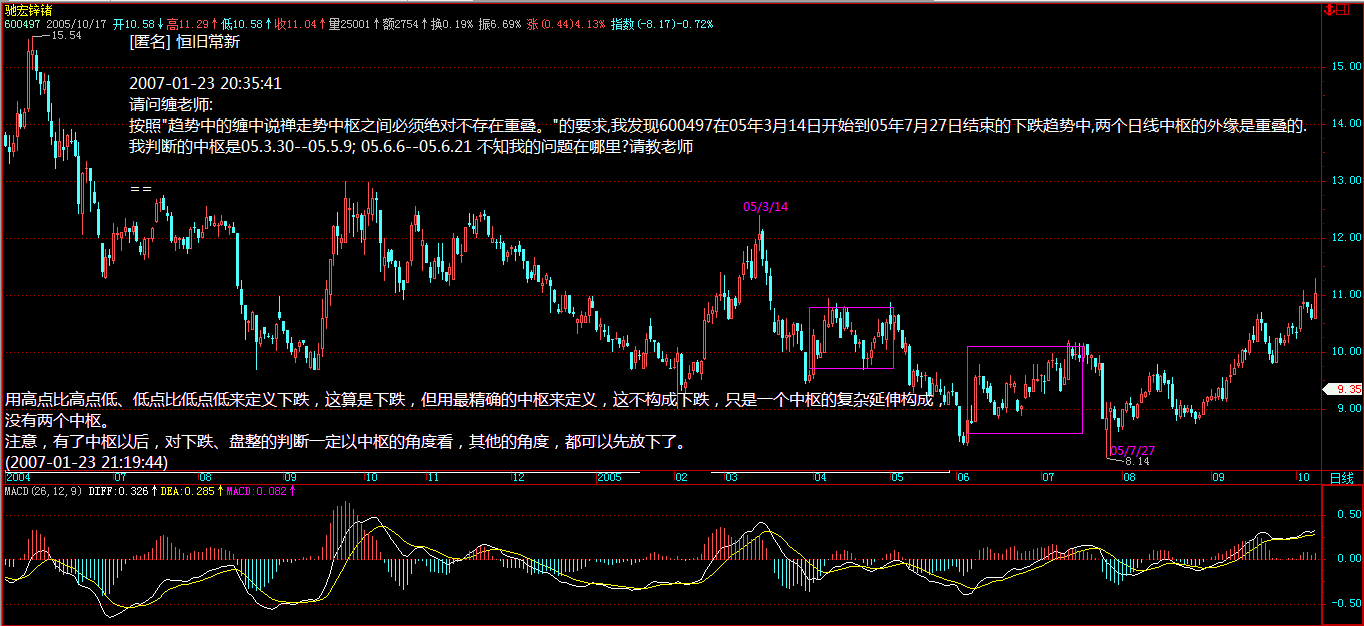 驰宏锌锗
600497 2005/10/17 开10.58↓高11.29↑低10.58↑收11.04↑量25001↑额2754↑换0.19% 振6.69% 涨(0.44)4.13% 指数(-8.17)-0.72%
15.54
[匿名] 恒旧常新
2007-01-23 20:35:41
请问缠老师:
按照"趋势中的缠中说禅走势中枢之间必须绝对不存在重叠。"的要求,我发现600497在05年3月14日开始到05年7月27日结束的下跌趋势中,两个日线中枢的外缘是重叠的.
我判断的中枢是05.3.30--05.5.9; 05.6.6--05.6.21 不知我的问题在哪里?请教老师
==
05/3/14
15.00
14.00
13.00
12.00
11.00
10.00
9.35
9.00
用高点比高点低、低点比低点低来定义下跌，这算是下跌，但用最精确的中枢来定义，这不构成下跌，只是一个中枢的复杂延伸构成，
没有两个中枢。
注意，有了中枢以后，对下跌、盘整的判断一定以中枢的角度看，其他的角度，都可以先放下了。
(2007-01-23 21:19:44)
05/7/27
8.14
2004 07 08 09 10 11 12 2005 02 03 04 05 06 07 08 09 10 日线
MACD(26,12,9) DIFF:0.326↑DEA:0.285↑MACD:0.082↑
0.50
0.00
-0.50